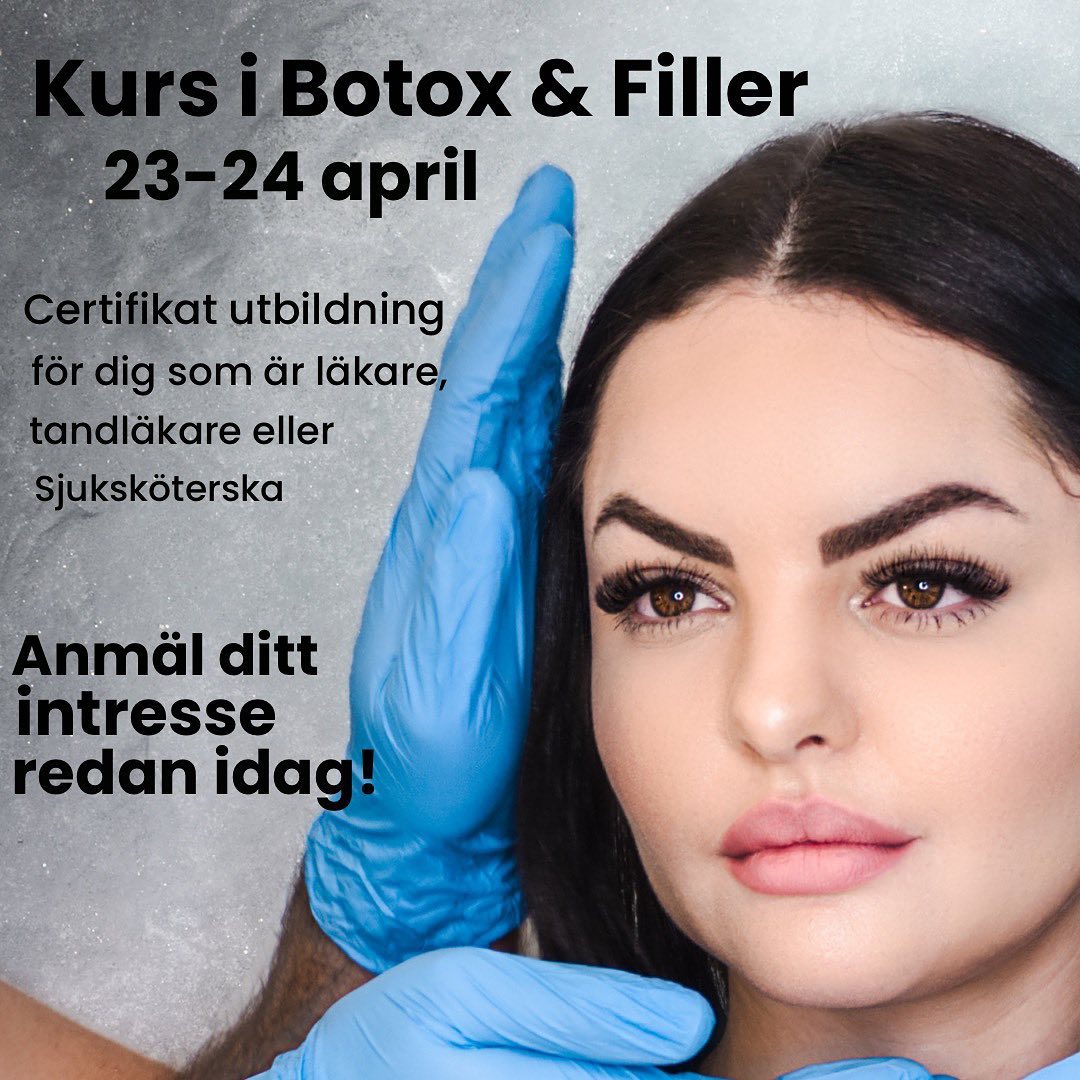 Kurs i Botox & Filler
23-24 april
Certifikat utbildning
för dig som är läkare,
tandläkare eller
Sjuksköterska
Anmäl ditt
intresse
redan idag!